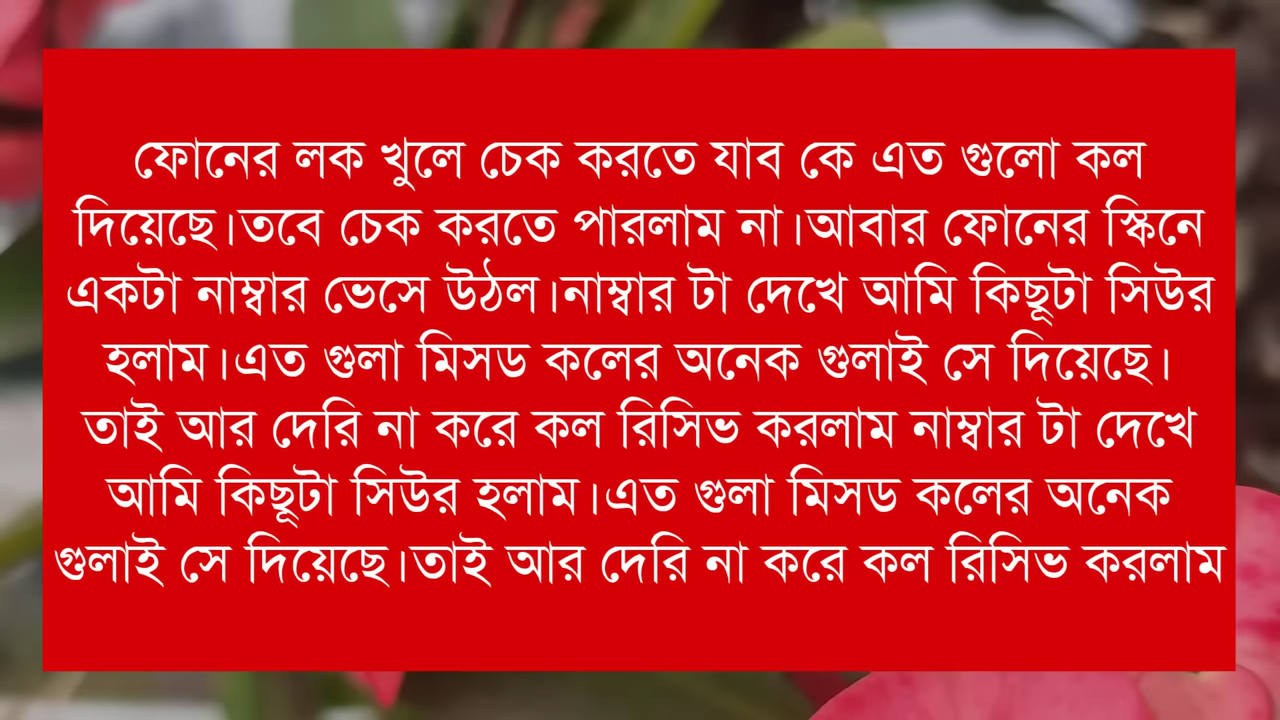 ফোনের লক খুলে চেক করতে যাব কে এত গুলো কল
দিয়েছে।তবে চেক করতে পারলাম না।আবার ফোনের স্কিনে
একটা নাম্বার ভেসে উঠল।নাম্বার টা দেখে আমি কিছূটা সিউর
হলাম।এত গুলা মিসড কলের অনেক গুলাই সে দিয়েছে।
তাই আর দেরি না করে কল রিসিভ করলাম নাম্বার টা দেখে
আমি কিছূটা সিউর হলাম।এত গুলা মিসড কলের অনেক
গুলাই সে দিয়েছে।তাই আর দেরি না করে কল রিসিভ করলাম